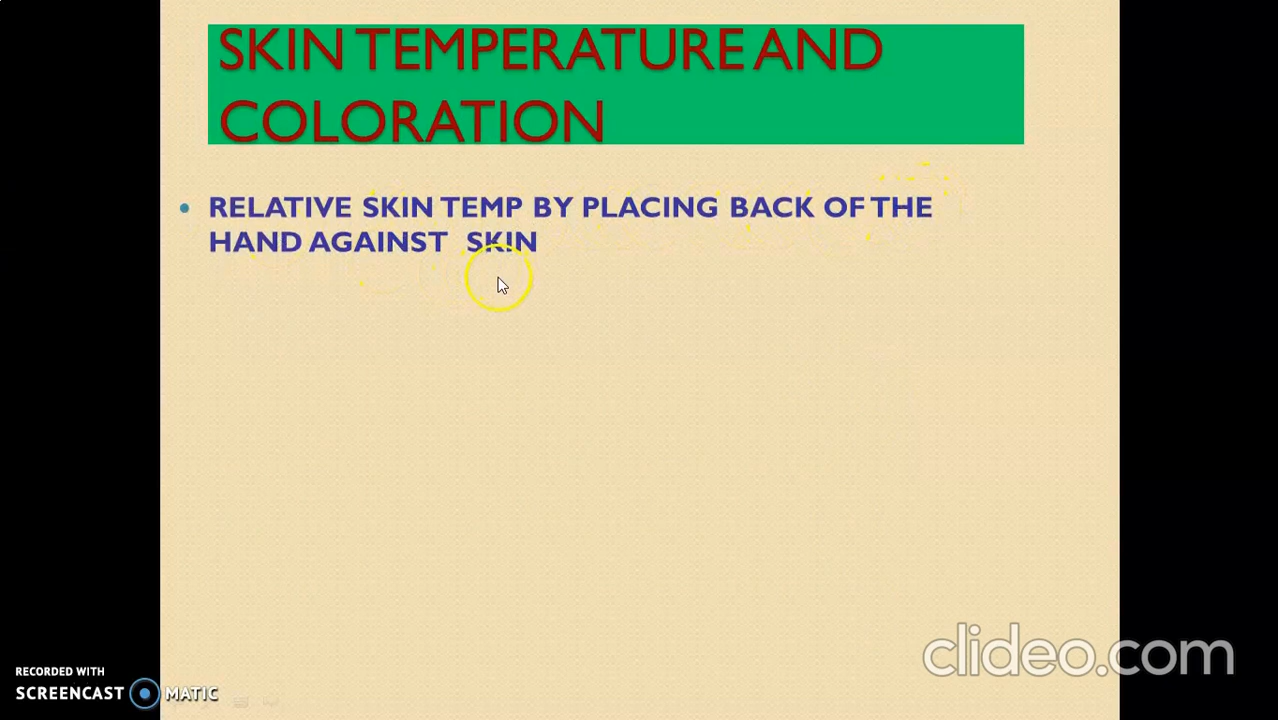 SKIN TEMPERATURE AND
COLORATION
• RELATIVE SKIN TEMP BY PLACING BACK OF THE
HAND AGAINST SKIN
clideo.com
RECORDED WITH
SCREENCAST MATIC